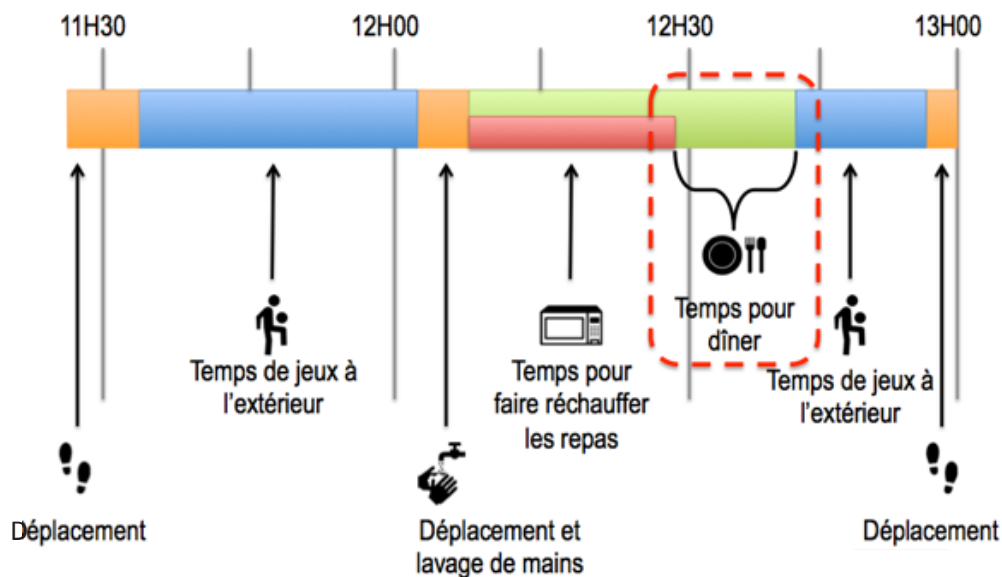 11H30
12H00
12H30
13H00
Temps de jeux à
l'extérieur
Temps pour
faire réchauffer
les repas
Temps pour
dîner
Temps de jeux à
l'extérieur
Déplacement
Déplacement et
lavage de mains
Déplacement